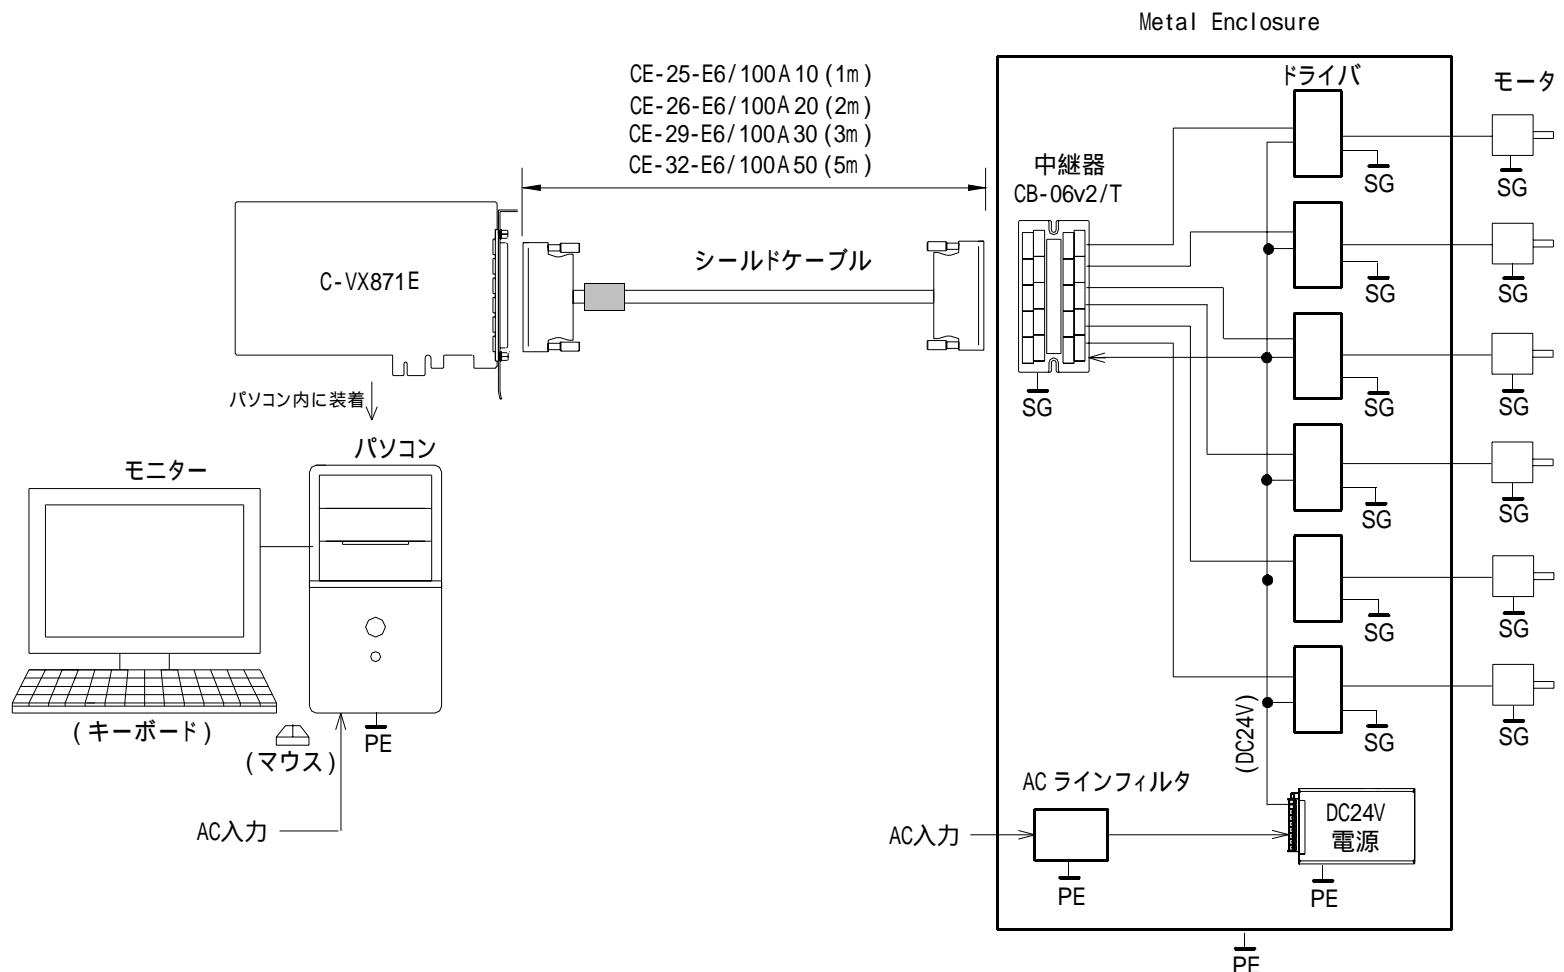 Metal Enclosure
CE-25-E6/100A10 (1m)
CE-26-E6/100A20 (2m)
CE-29-E6/100A30 (3m)
CE-32-E6/100A50 (5m)
ドライバ
モータ
中継器
CB-06v2/T
シールドケーブル
C-VX871E
パソコン内に装着
パソコン
モニター
(キーボード)
(マウス)
PE
AC入力
SG
SG
SG
SG
SG
SG
SG
SG
SG
SG
SG
SG
SG
(DC24V)
AC ラインフィルタ
AC入力
PE
DC24V
電源
PE
PE